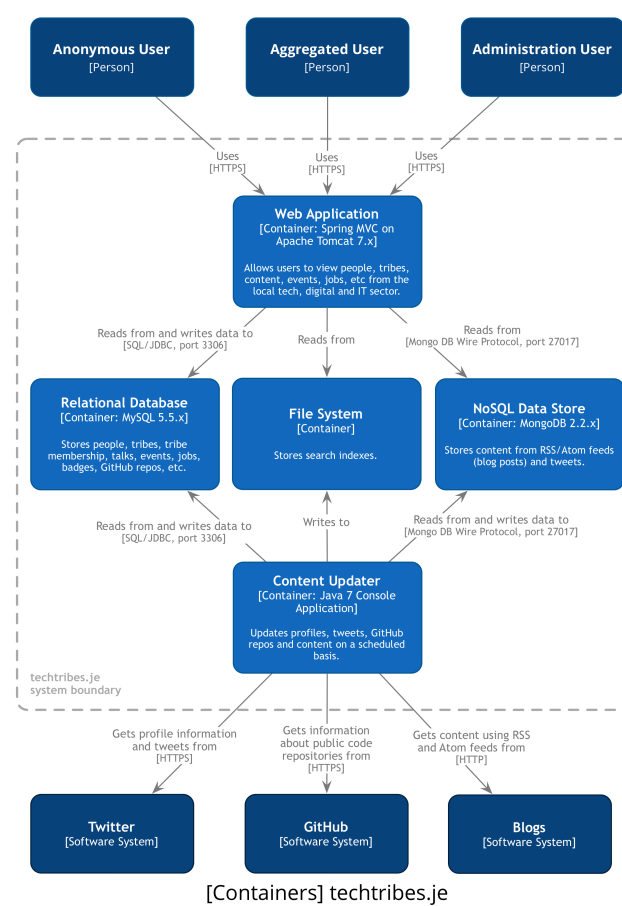 Anonymous User
[Person]
Aggregated User
[Person]
Administration User
[Person]
Uses
[HTTPS]
Uses
[HTTPS]
Uses
[HTTPS]
Web Application
[Container: Spring MVC on
Apache Tomcat 7.x]
Allows users to view people, tribes,
content, events, jobs, etc from the
local tech, digital and IT sector.
Reads from and writes data to
[SQL/JDBC, port 3306]
Reads from
Reads from
[Mongo DB Wire Protocol, port 27017]
Relational Database
[Container: MySQL 5.5.x]
Stores people, tribes, tribe
membership, talks, events, jobs,
badges, GitHub repos, etc.
File System
[Container]
Stores search indexes.
NoSQL Data Store
[Container: MongoDB 2.2.x]
Stores content from RSS/Atom feeds
(blog posts) and tweets.
Reads from and writes data to
[SQL/JDBC, port 3306]
Writes to
Reads from and writes data to
[Mongo DB Wire Protocol, port 27017]
Content Updater
[Container: Java 7 Console
Application]
Updates profiles, tweets, GitHub
repos and content on a scheduled
basis.
techtribes.je
system boundary
Gets profile information
and tweets from
[HTTPS]
Gets information
about public code
repositories from
[HTTPS]
Gets content using RSS
and Atom feeds from
[HTTP]
Twitter
[Software System]
GitHub
[Software System]
Blogs
[Software System]
[Containers] techtribes.je